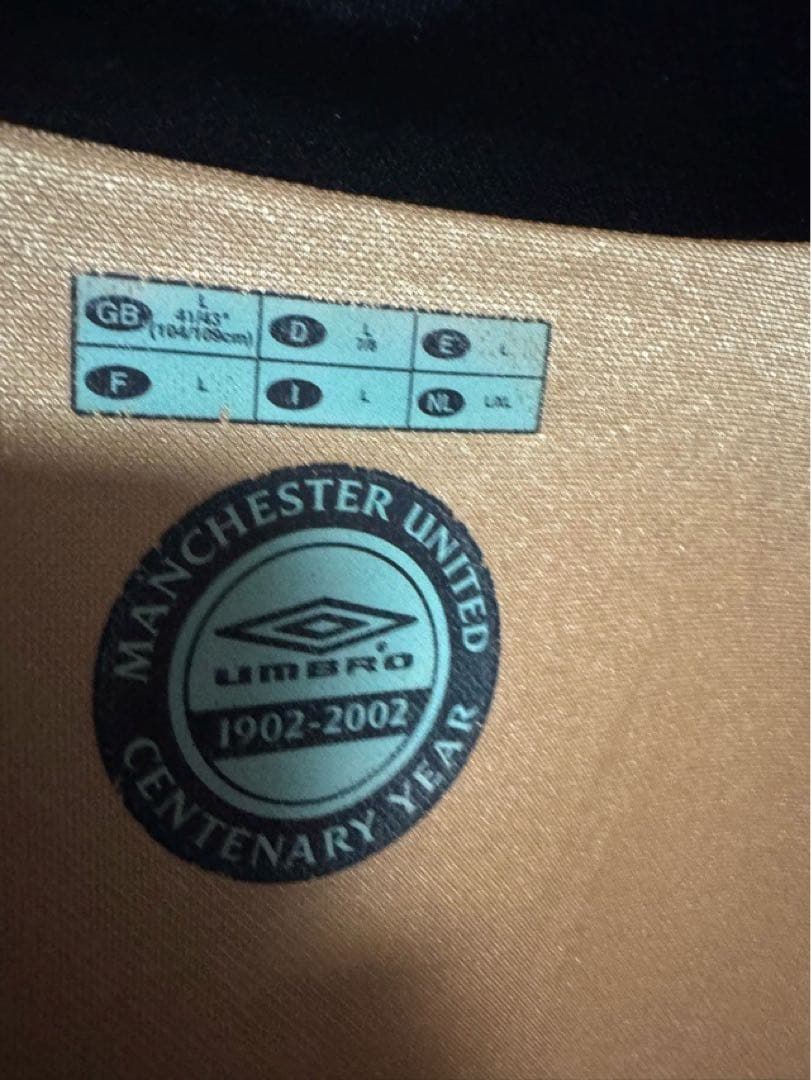 GB L
41/43"
(104/109cm)
D L
7/8
E L
F L
I L
NL L/XL
MANCHESTER UNITED
UMBRO
1902-2002
CENTENARY YEAR